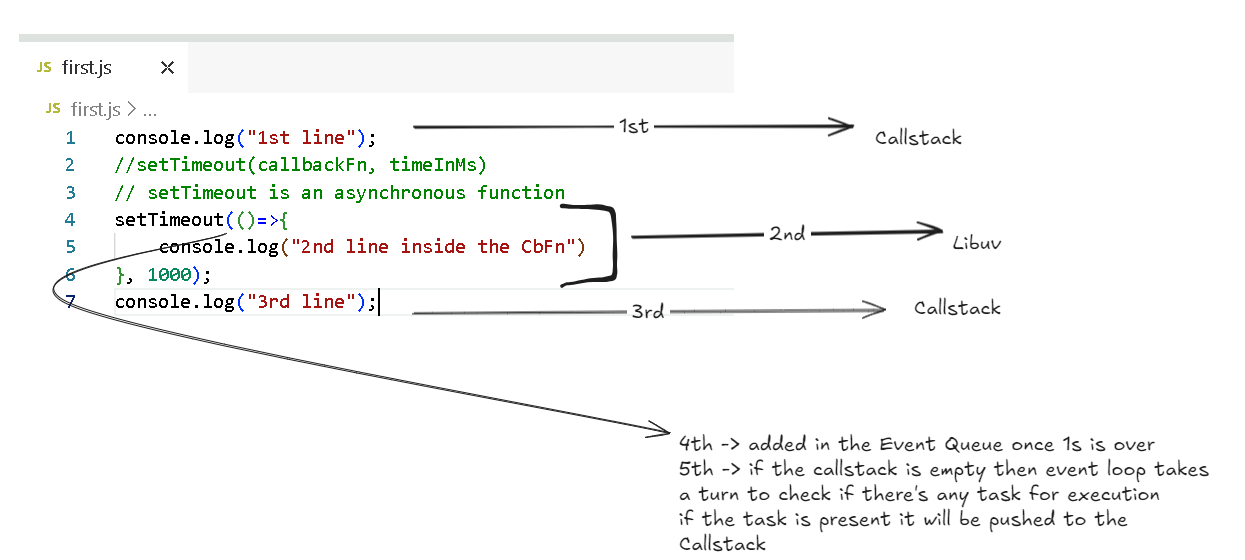 JS first.js ✕
JS first.js > ...
1 console.log("1st line");
1st
Callstack
2 //setTimeout(callbackFn, timeInMs)
3 // setTimeout is an asynchronous function
4 setTimeout(()=>{
5 console.log("2nd line inside the CbFn")
2nd
Libuv
6 }, 1000);
7 console.log("3rd line");
3rd
Callstack
4th -> added in the Event Queue once 1s is over
5th -> if the callstack is empty then event loop takes
a turn to check if there's any task for execution
if the task is present it will be pushed to the
Callstack